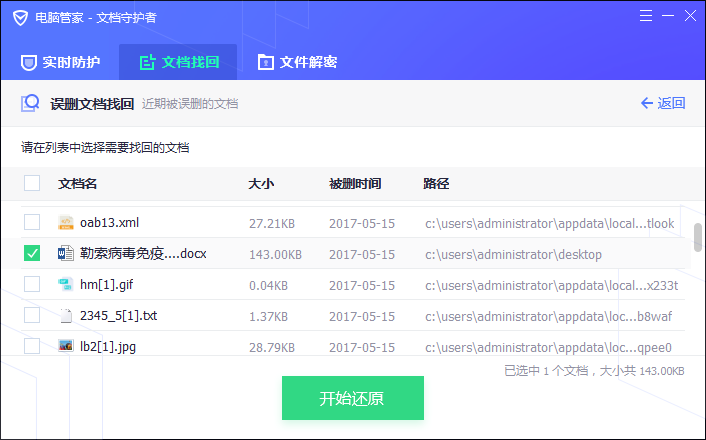 电脑管家 - 文档守护者
实时防护 文档找回 文件解密
误删文档找回 近期被误删的文档 返回
请在列表中选择需要找回的文档
文档名 大小 被删时间 路径
oab13.xml 27.21KB 2017-05-15 c:\users\administrator\appdata\local...tlook
勒索病毒免疫....docx 143.00KB 2017-05-15 c:\users\administrator\desktop
hm[1].gif 0.04KB 2017-05-15 c:\users\administrator\appdata\local...x233t
2345_5[1].txt 1.37KB 2017-05-15 c:\users\administrator\appdata\loc...b8waf
lb2[1].jpg 28.79KB 2017-05-15 c:\users\administrator\appdata\loc...qpee0
已选中 1 个文档，大小共 143.00KB
开始还原